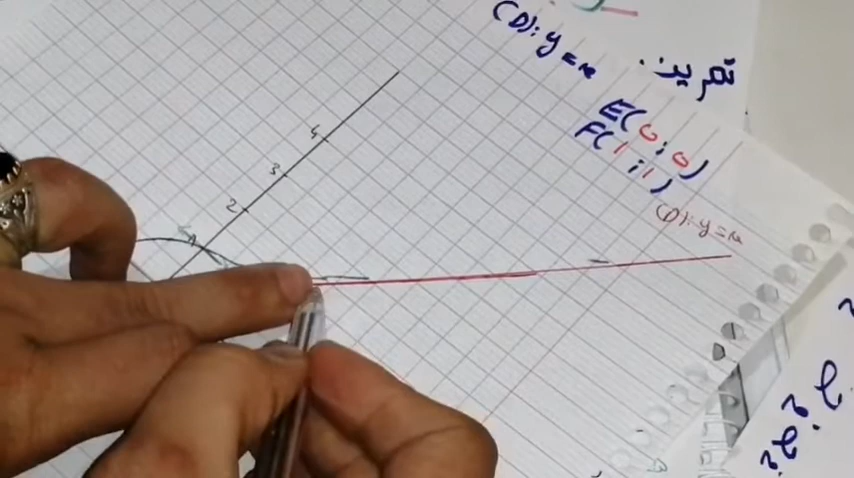 (D): y = x
تمرين:
E(0; 0)
F(1; 1)
(D): y = x
4
3
2